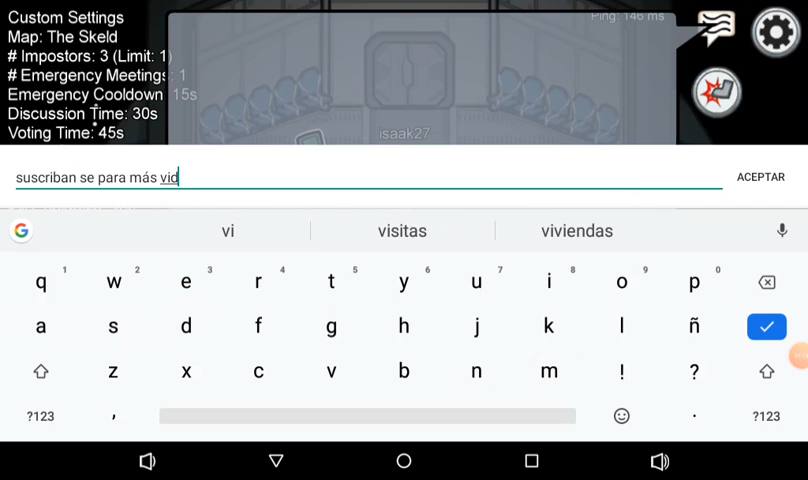 Custom Settings
Ping: 146 ms
Map: The Skeld
# Impostors: 3 (Limit: 1)
# Emergency Meetings: 1
Emergency Cooldown: 15s
Discussion Time: 30s
Voting Time: 45s
isaak27
suscriban se para más vid
ACEPTAR
G
vi visitas viviendas
1 2 3 4 5 6 7 8 9 0
q w e r t y u i o p
a s d f g h j k l ñ
z x c v b n m ! ?
?123 , . ?123